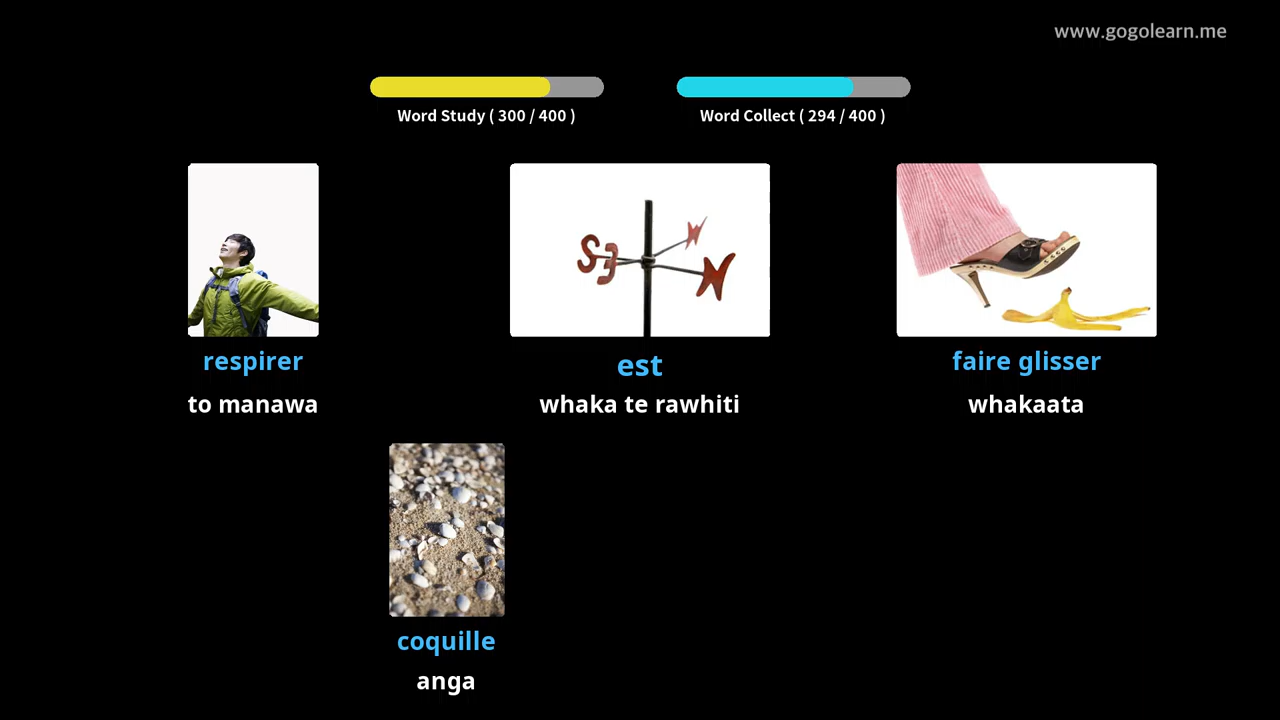 www.gogolearn.me
Word Study ( 300 / 400 )
Word Collect ( 294 / 400 )
S E N W
respirer
est
faire glisser
to manawa
whaka te rawhiti
whakaata
coquille
anga